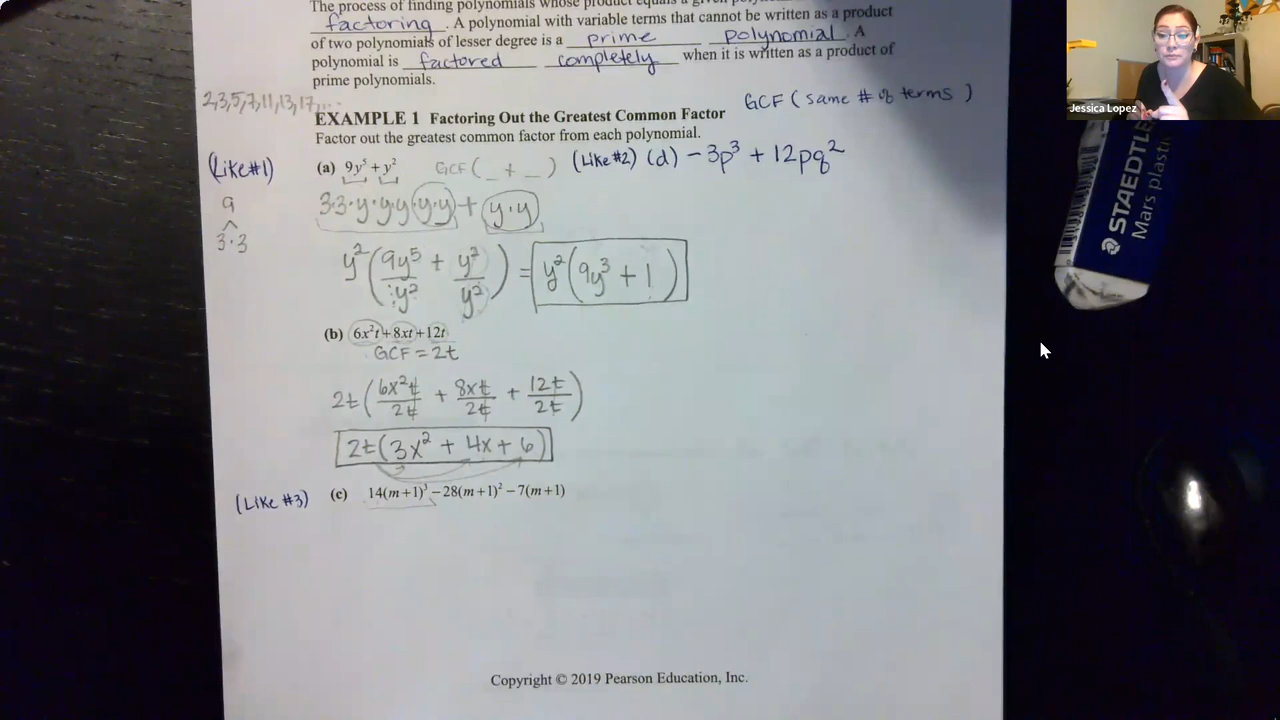 The process of finding polynomials whose product equals a given
factoring. A polynomial with variable terms that cannot be written as a product
of two polynomials of lesser degree is a prime polynomial. A
polynomial is factored completely when it is written as a product of
prime polynomials.
2,3,5,7,11,13,17,...
GCF (same # of terms )
Jessica Lopez
EXAMPLE 1 Factoring Out the Greatest Common Factor
Factor out the greatest common factor from each polynomial.
(Like #1) (a) 9y⁵ + y² GCF ( _ + _ ) (Like #2) (d) −3p³ + 12pq²
9
3·3
3·3·y·y·y·y·y + y·y
y²(9y⁵/y² + y²/y²) = y²(9y³ + 1)
(b) 6x²t + 8xt + 12t
GCF = 2t
2t(6x²t/2t + 8xt/2t + 12t/2t)
2t(3x² + 4x + 6)
(Like #3) (c) 14(m+1)³ − 28(m+1)² − 7(m+1)
STAEDTLER
Mars plasti
Copyright © 2019 Pearson Education, Inc.